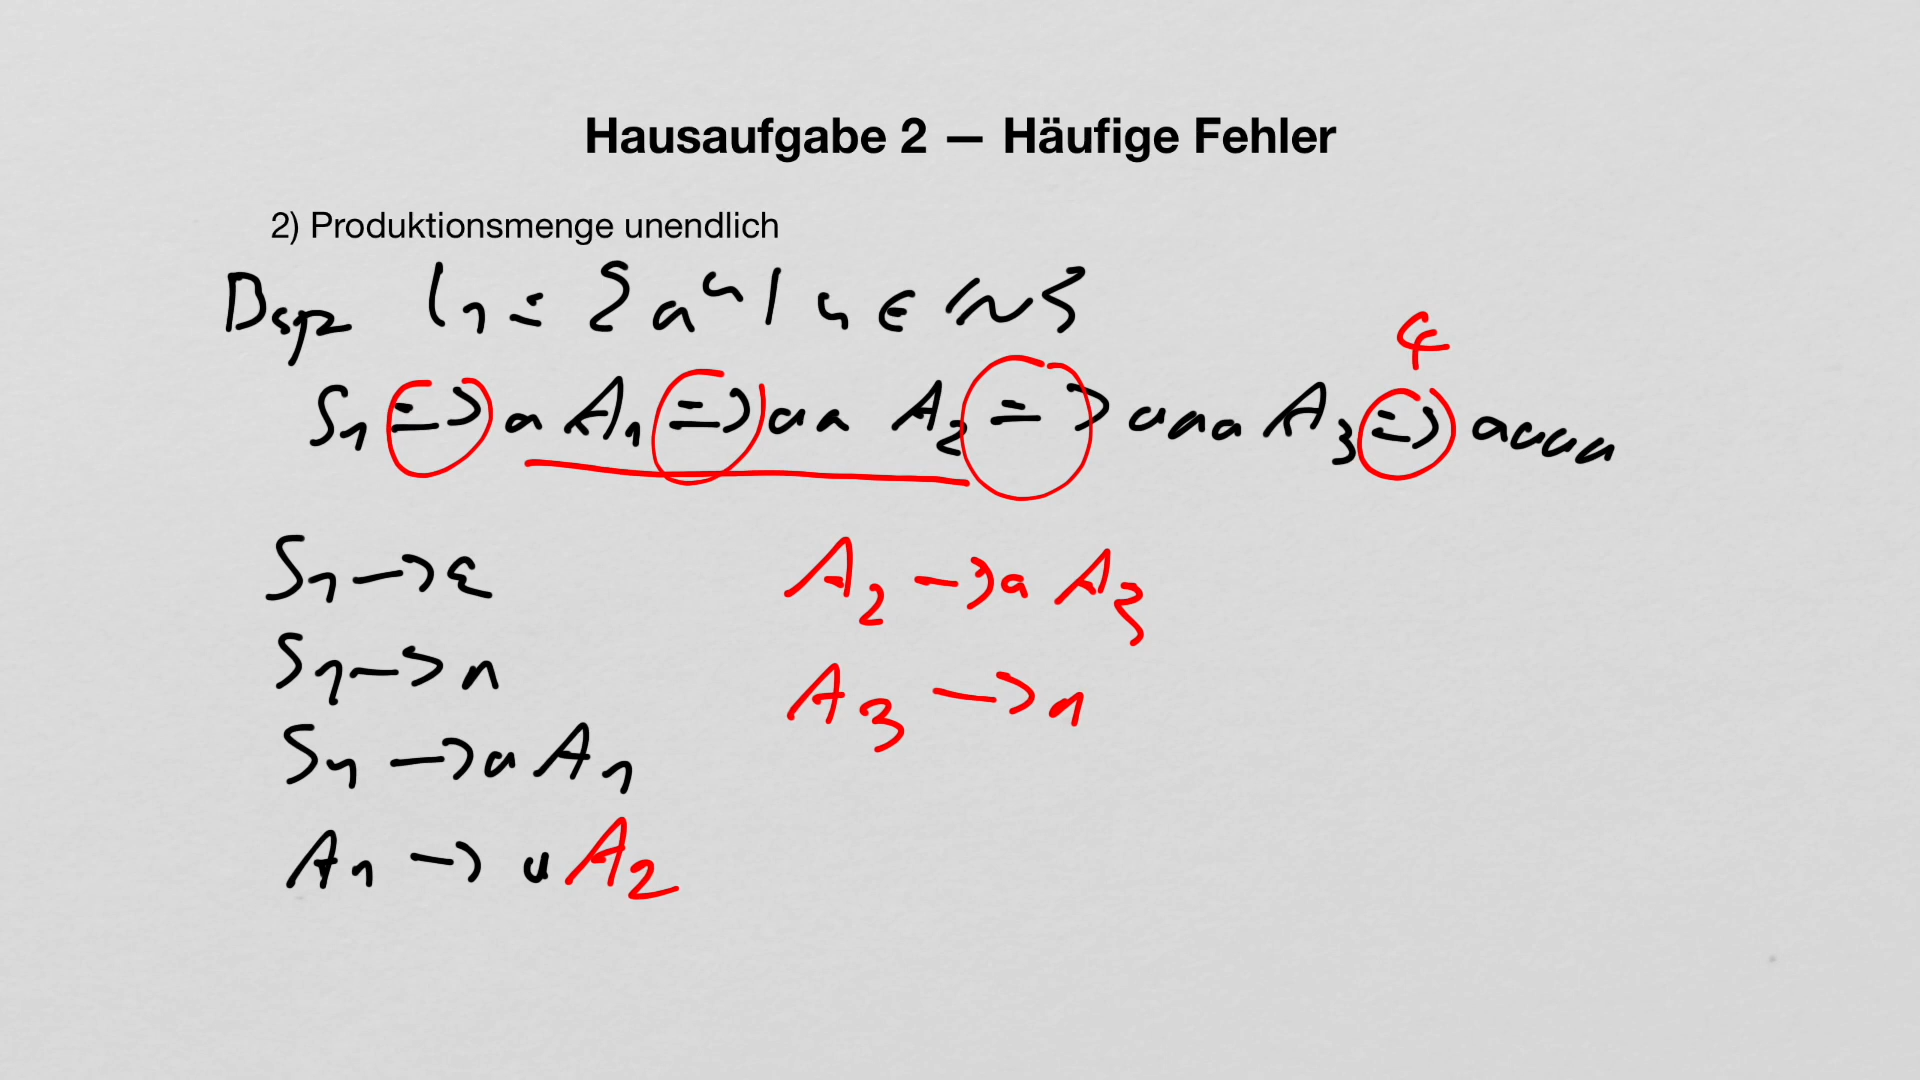 Hausaufgabe 2 — Häufige Fehler
2) Produktionsmenge unendlich
Bsp L₁ = {aⁿ | n ∈ ℕ}
4
S₁ => a A₁ => aa A₂ => aaa A₃ => aaaa
S₁ -> ε
S₁ -> a
S₁ -> a A₁
A₁ -> a A₂
A₂ -> a A₃
A₃ -> a